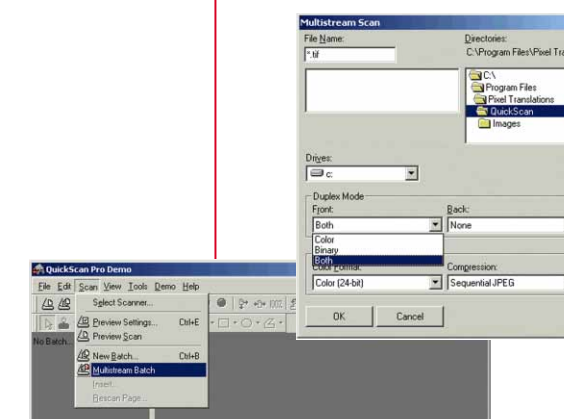 Multistream Scan
File Name:
*.tif
Directories:
C:\Program Files\Pixel Tra
C:\
Program Files
Pixel Translations
QuickScan
Images
Drives:
c:
Duplex Mode
Front:
Back:
Both
None
Color
Binary
Both
Color Format:
Compression:
Color (24-bit)
Sequential JPEG
OK
Cancel
QuickScan Pro Demo
File Edit Scan View Tools Demo Help
Select Scanner...
Preview Settings... Ctrl+E
Preview Scan
No Batch...
New Batch... Ctrl+B
Multistream Batch
Insert...
Rescan Page...